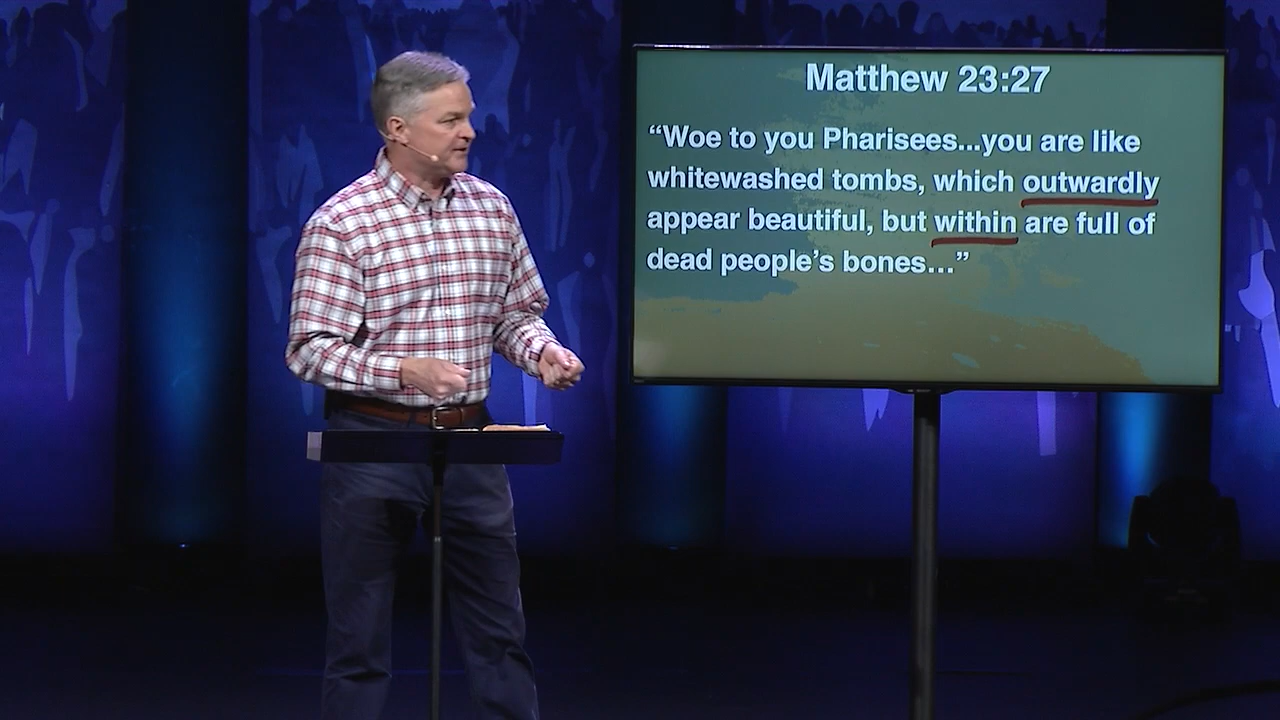 Matthew 23:27
“Woe to you Pharisees...you are like
whitewashed tombs, which outwardly
appear beautiful, but within are full of
dead people’s bones...”